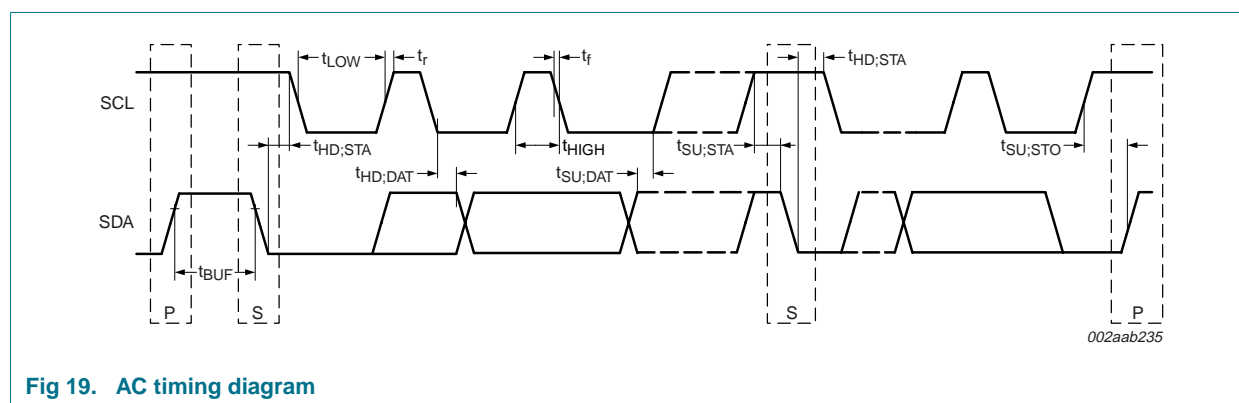 tLOW tr tf tHD;STA
SCL
tHD;STA tHIGH tSU;STA tSU;STO
tHD;DAT tSU;DAT
SDA
tBUF
P S S P
002aab235
Fig 19. AC timing diagram